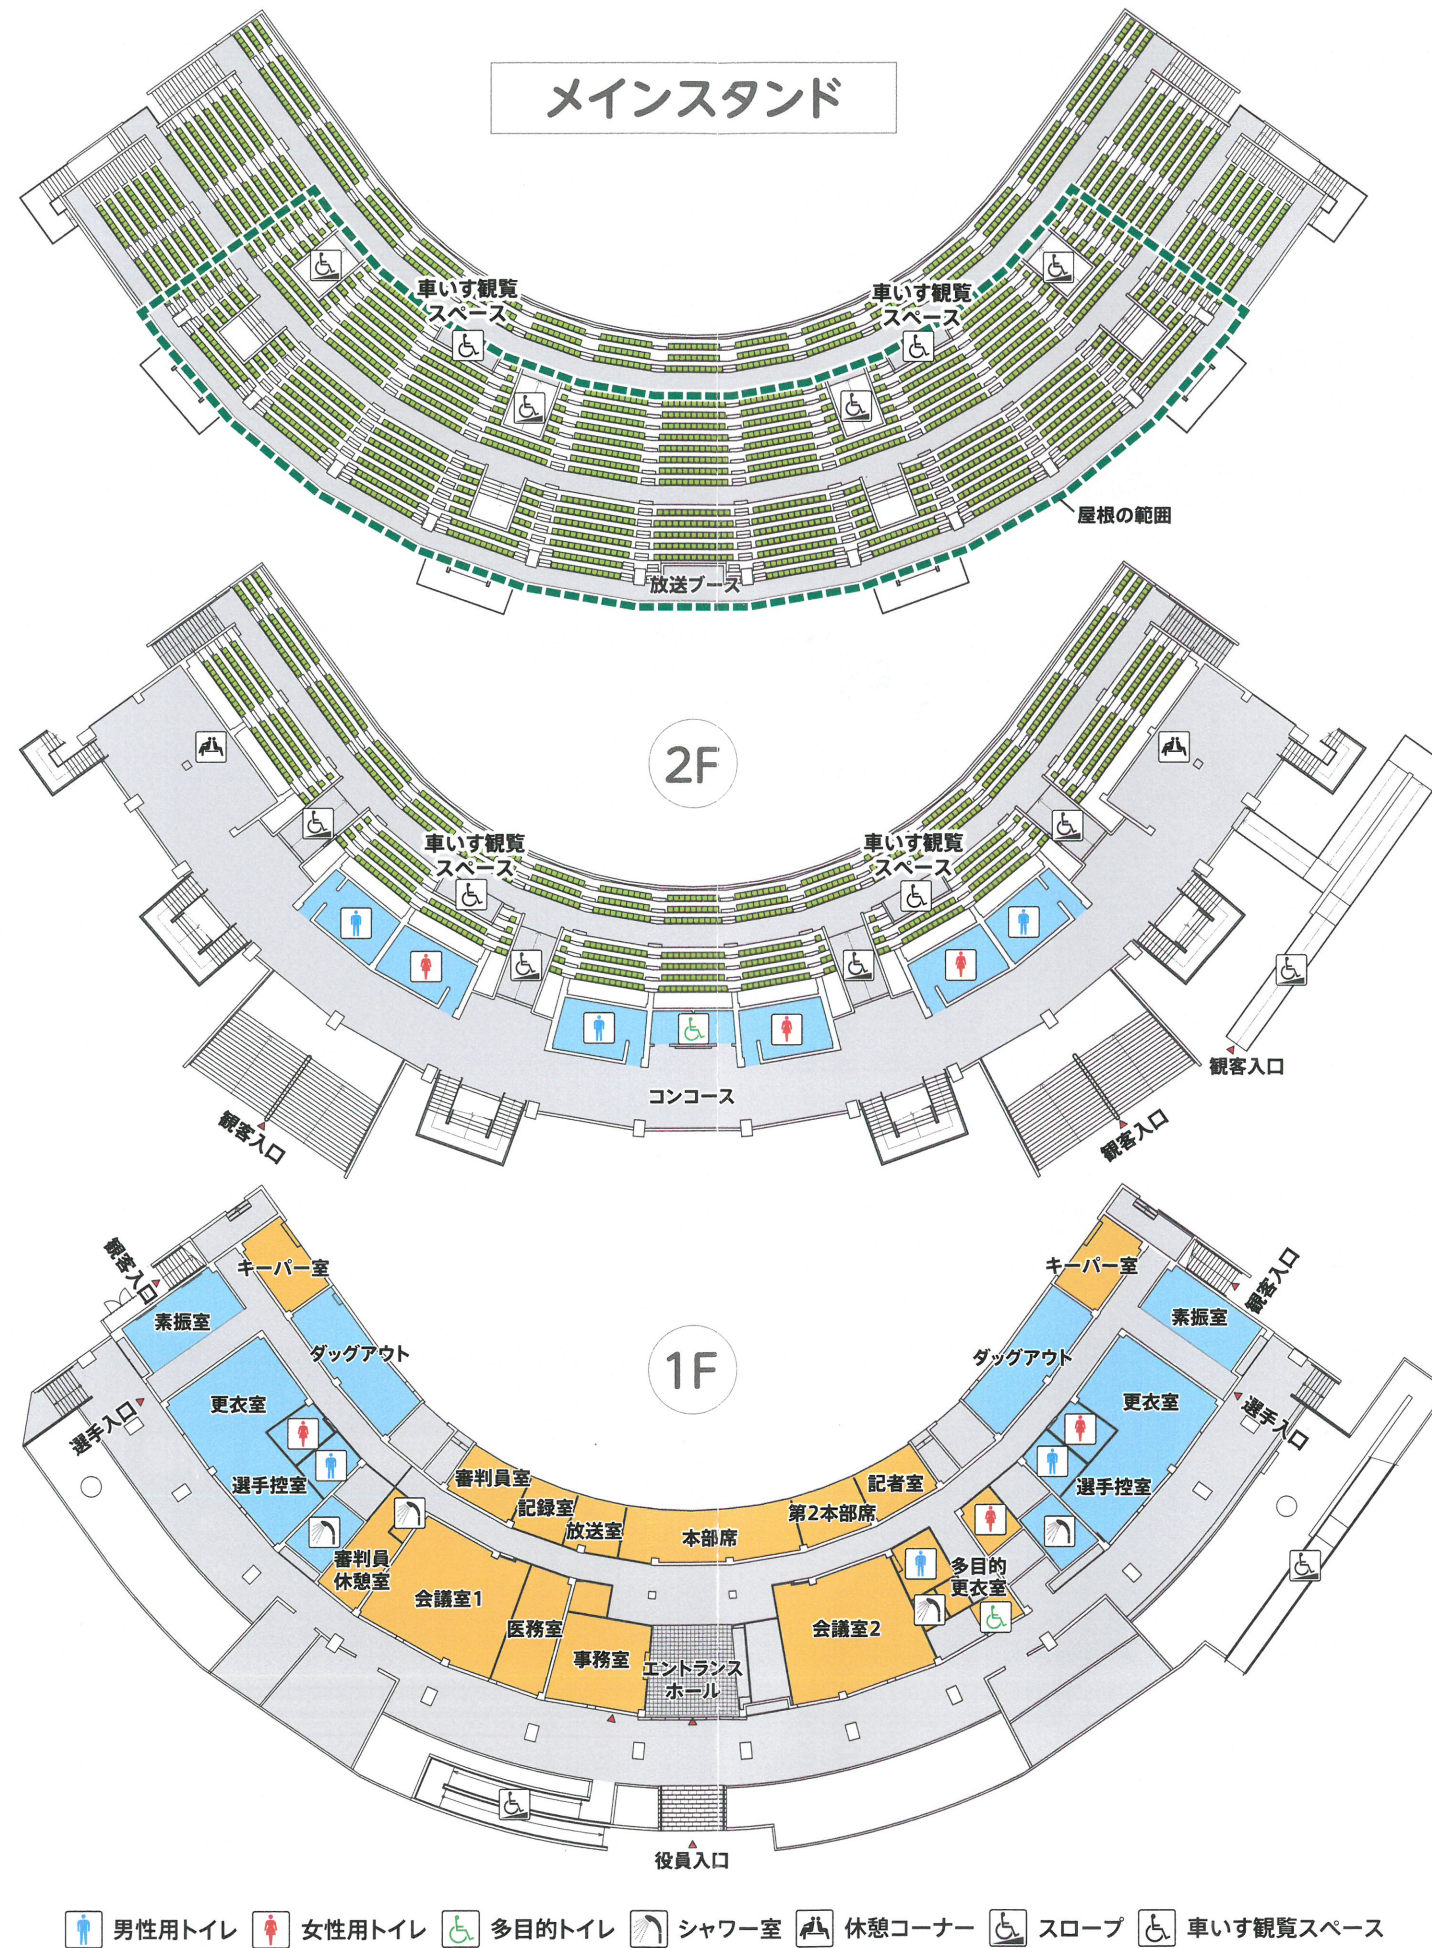 メインスタンド
車いす観覧
スペース
車いす観覧
スペース
屋根の範囲
放送ブース
2F
車いす観覧
スペース
車いす観覧
スペース
コンコース
観客入口
観客入口
観客入口
1F
観客入口
観客入口
キーパー室
キーパー室
素振室
素振室
ダッグアウト
ダッグアウト
更衣室
更衣室
選手入口
選手入口
選手控室
選手控室
審判員室
記録室
放送室
本部席
第2本部席
記者室
審判員
休憩室
会議室1
医務室
事務室
エントランス
ホール
会議室2
多目的
更衣室
役員入口
男性用トイレ
女性用トイレ
多目的トイレ
シャワー室
休憩コーナー
スロープ
車いす観覧スペース